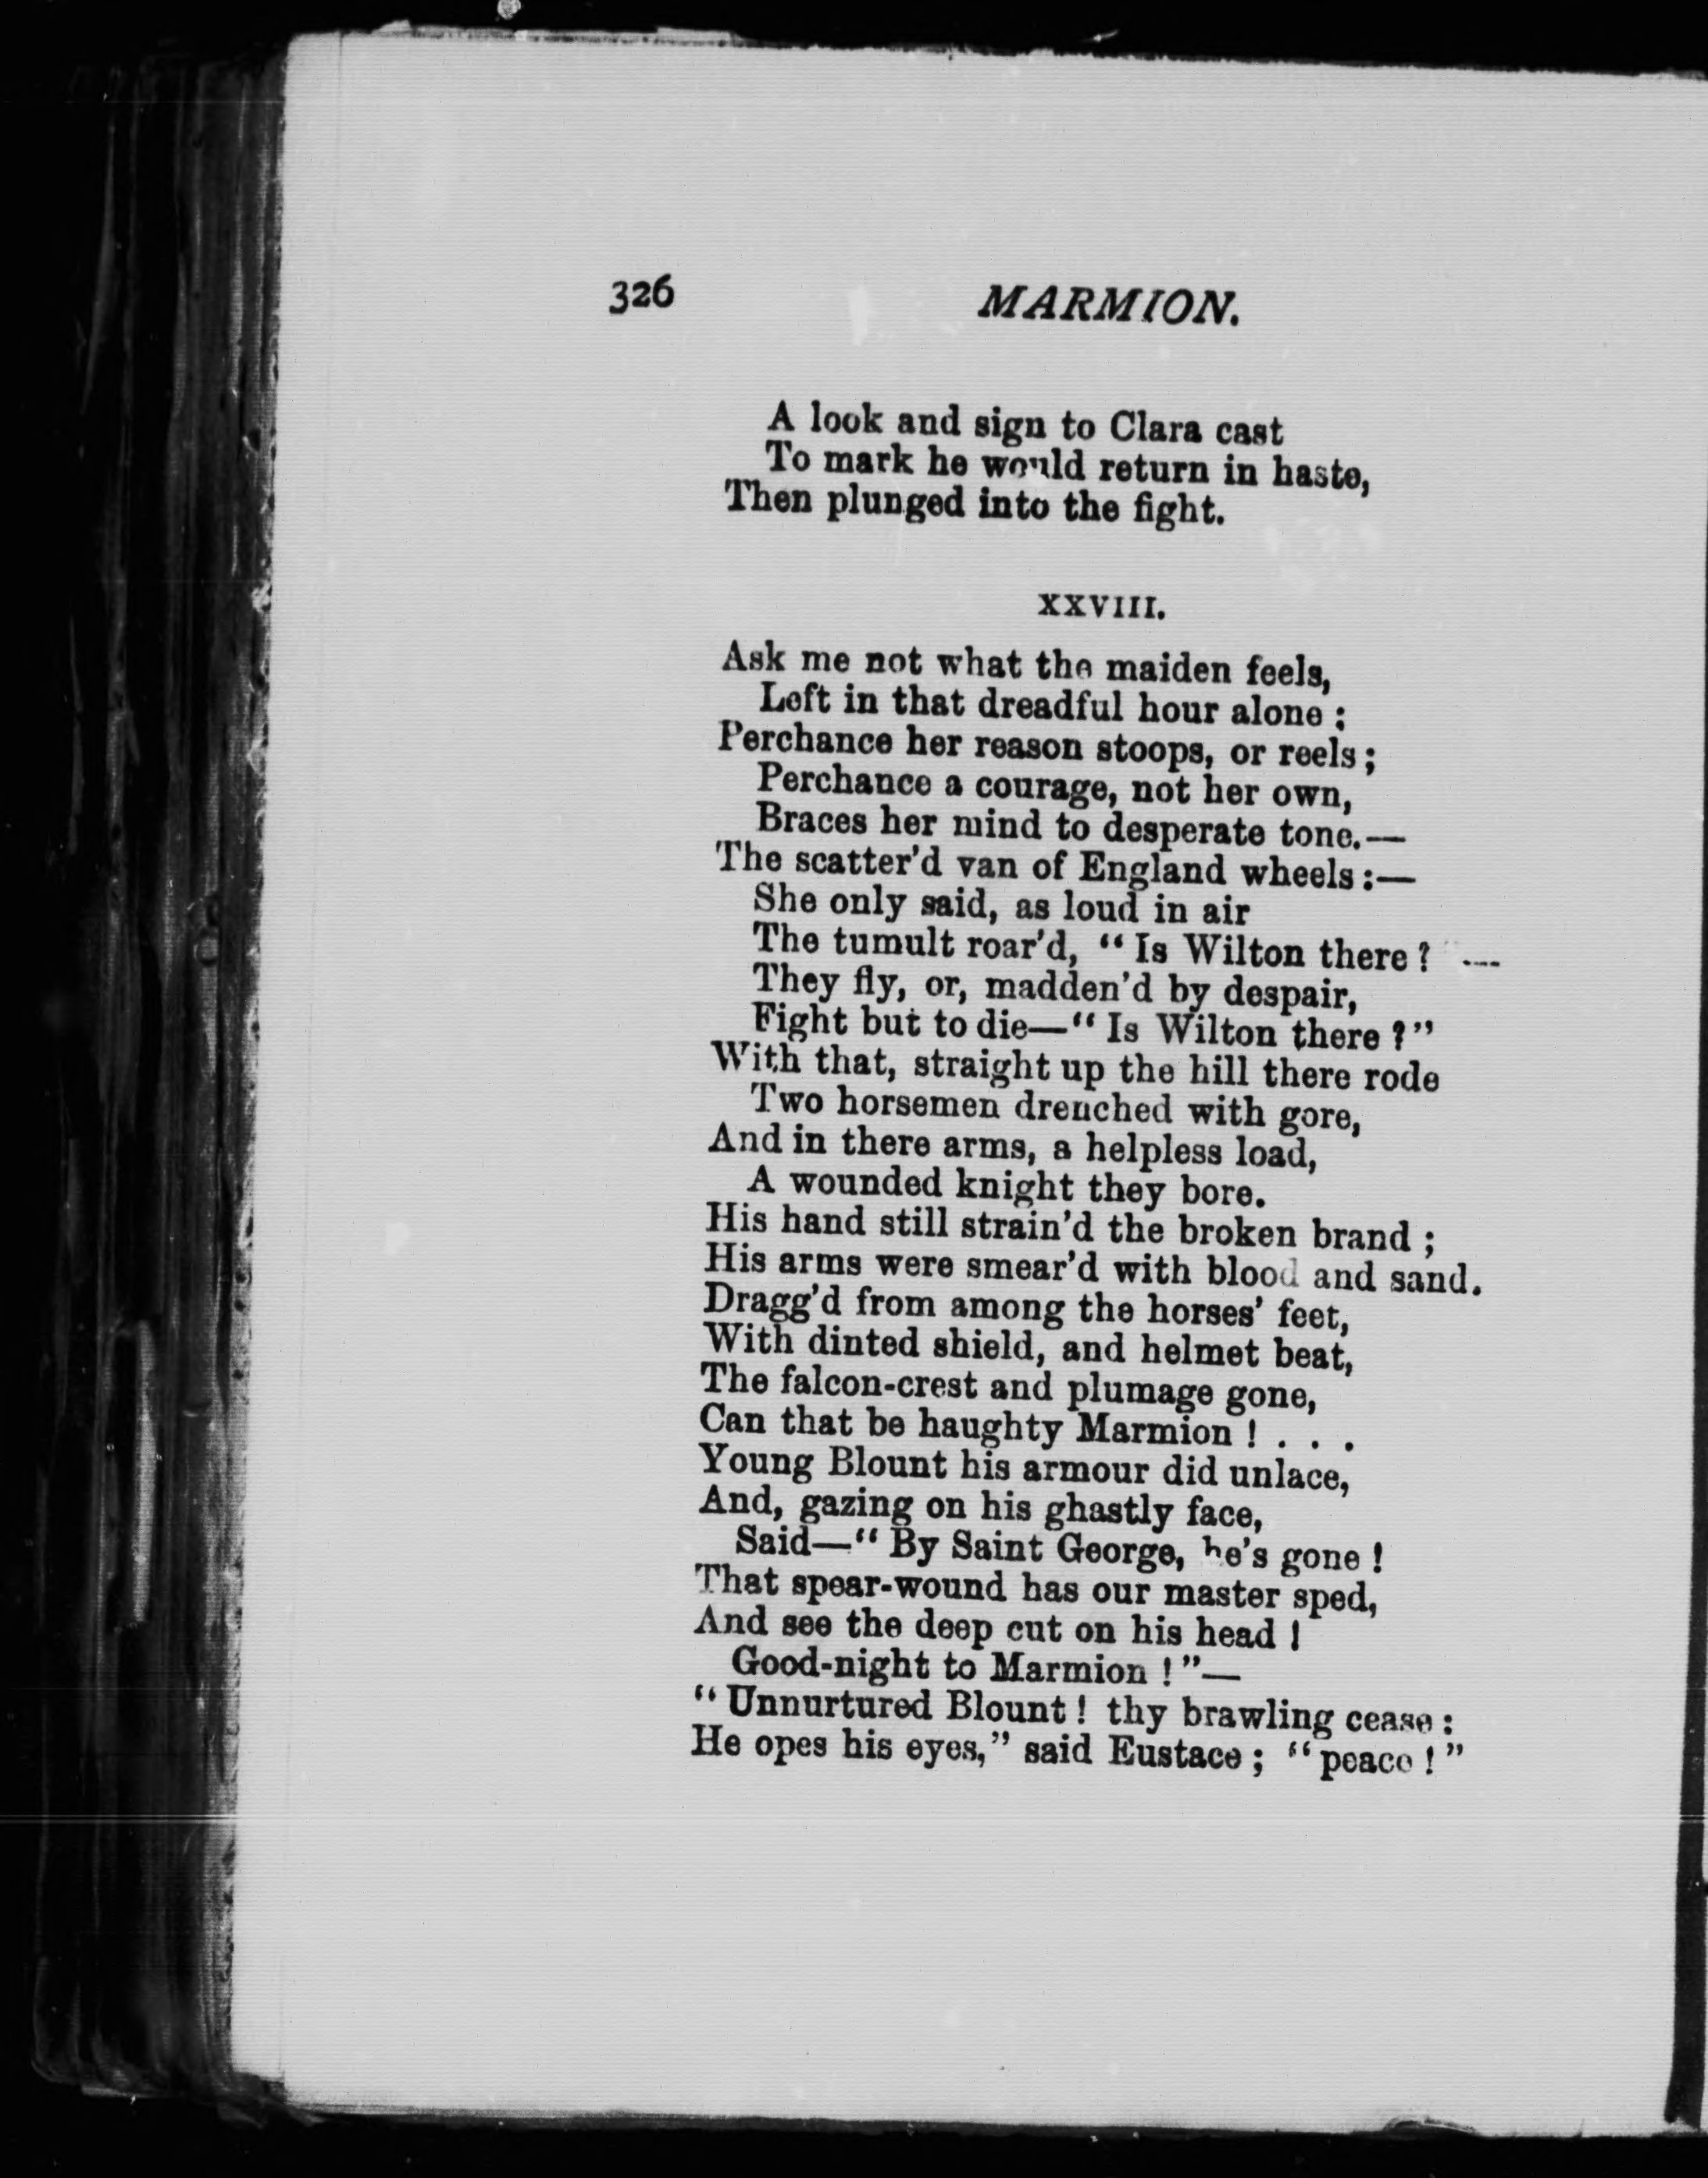 326 MARMION.
A look and sign to Clara cast
To mark he would return in haste,
Then plunged into the fight.
XXVIII.
Ask me not what the maiden feels,
Left in that dreadful hour alone ;
Perchance her reason stoops, or reels ;
Perchance a courage, not her own,
Braces her mind to desperate tone.—
The scatter'd van of England wheels :—
She only said, as loud in air
The tumult roar'd, “ Is Wilton there ? —
They fly, or, madden'd by despair,
Fight but to die—“ Is Wilton there ? ”
With that, straight up the hill there rode
Two horsemen drenched with gore,
And in there arms, a helpless load,
A wounded knight they bore.
His hand still strain'd the broken brand ;
His arms were smear'd with blood and sand.
Dragg'd from among the horses' feet,
With dinted shield, and helmet beat,
The falcon-crest and plumage gone,
Can that be haughty Marmion ! . . .
Young Blount his armour did unlace,
And, gazing on his ghastly face,
Said—“ By Saint George, he's gone !
That spear-wound has our master sped,
And see the deep cut on his head !
Good-night to Marmion ! ”—
“ Unnurtured Blount ! thy brawling cease :
He opes his eyes,” said Eustace ; “ peace ! ”